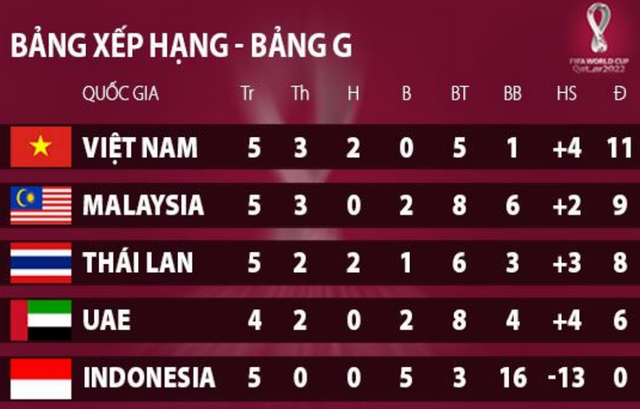 BẢNG XẾP HẠNG - BẢNG G
FIFA WORLD CUP
Qatar2022
QUỐC GIA Tr Th H B BT BB HS Đ
VIỆT NAM 5 3 2 0 5 1 +4 11
MALAYSIA 5 3 0 2 8 6 +2 9
THÁI LAN 5 2 2 1 6 3 +3 8
UAE 4 2 0 2 8 4 +4 6
INDONESIA 5 0 0 5 3 16 -13 0